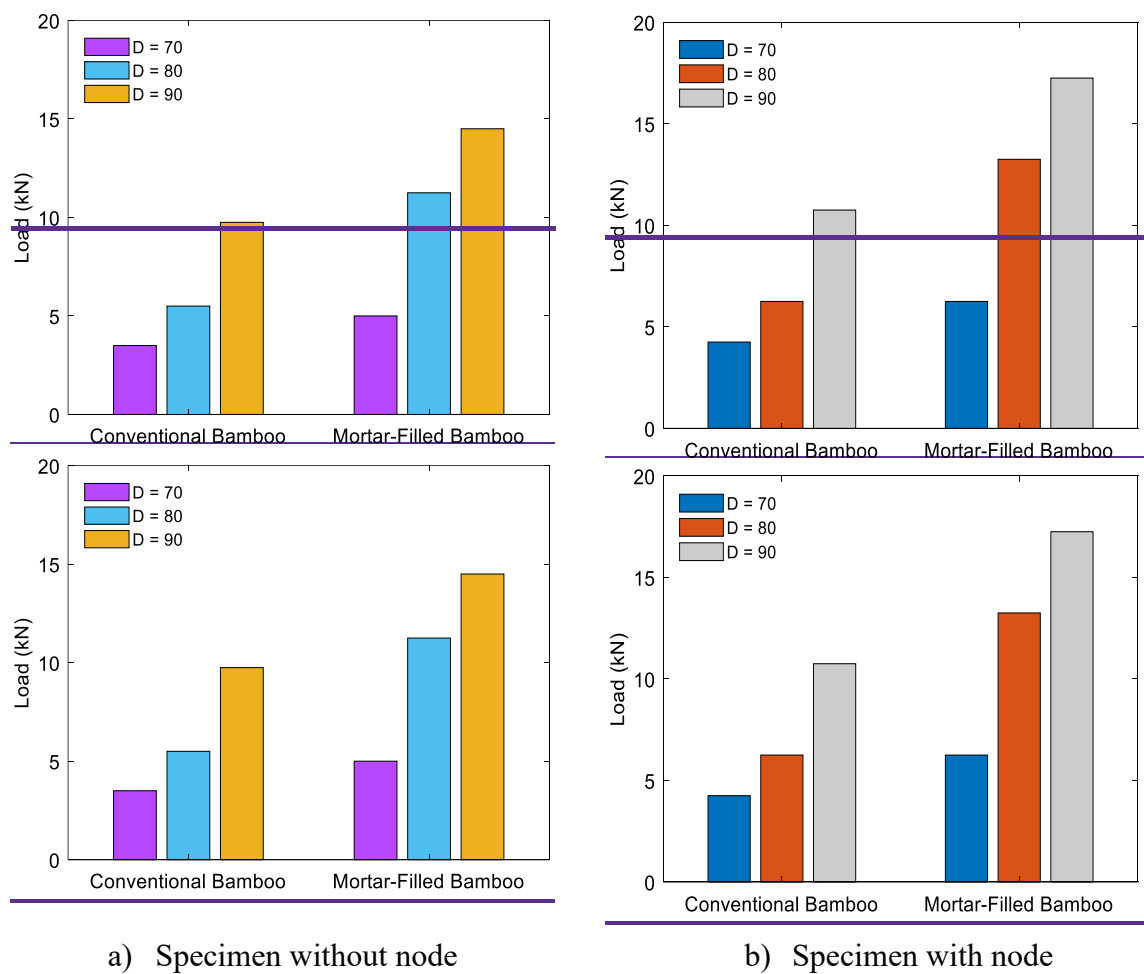 20
15
10
5
0
Load (kN)
D = 70
D = 80
D = 90
Conventional Bamboo
Mortar-Filled Bamboo
20
15
10
5
0
Load (kN)
D = 70
D = 80
D = 90
Conventional Bamboo
Mortar-Filled Bamboo
20
15
10
5
0
Load (kN)
D = 70
D = 80
D = 90
Conventional Bamboo
Mortar-Filled Bamboo
20
15
10
5
0
Load (kN)
D = 70
D = 80
D = 90
Conventional Bamboo
Mortar-Filled Bamboo
a) Specimen without node
b) Specimen with node